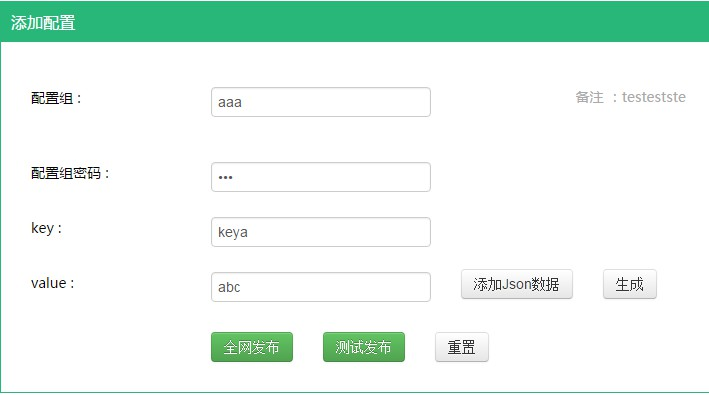 添加配置
配置组 : aaa 备注 : testestste
配置组密码 : •••
key : keya
value : abc 添加Json数据 生成
全网发布 测试发布 重置